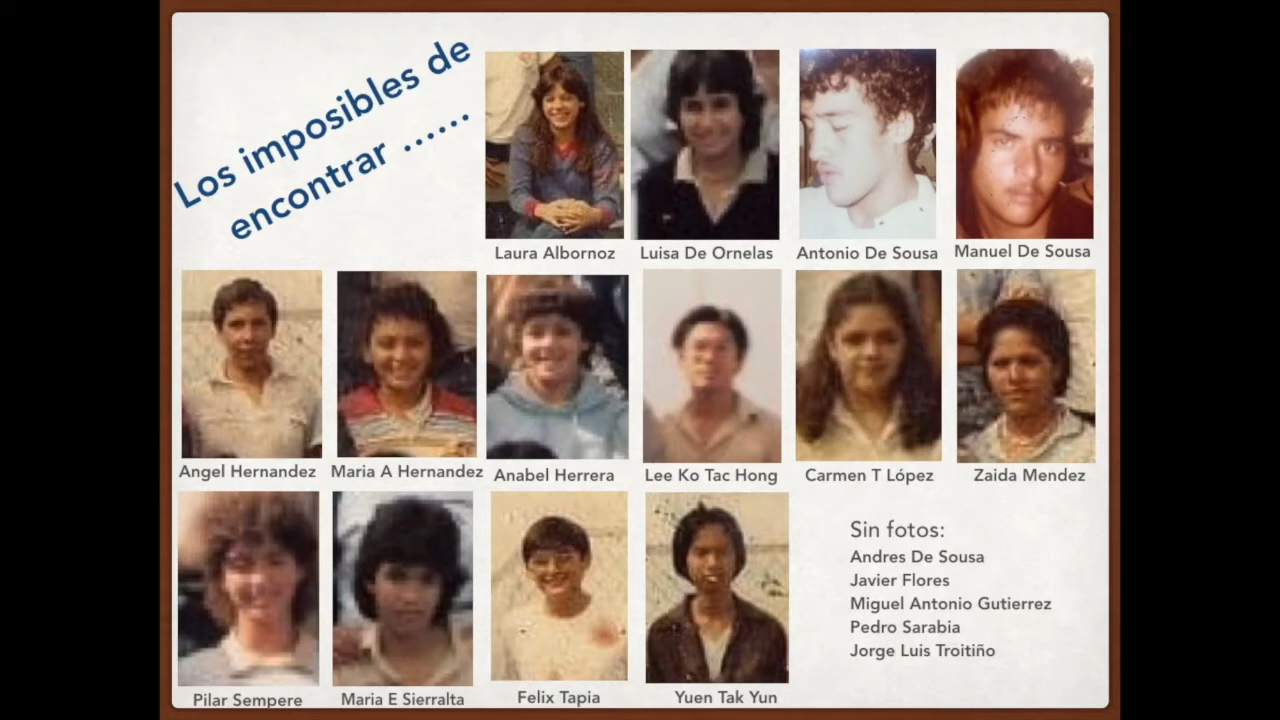 Los imposibles de
encontrar ......
Laura Albornoz
Luisa De Ornelas
Antonio De Sousa
Manuel De Sousa
Angel Hernandez
Maria A Hernandez
Anabel Herrera
Lee Ko Tac Hong
Carmen T López
Zaida Mendez
Pilar Sempere
Maria E Sierralta
Felix Tapia
Yuen Tak Yun
Sin fotos:
Andres De Sousa
Javier Flores
Miguel Antonio Gutierrez
Pedro Sarabia
Jorge Luis Troitiño